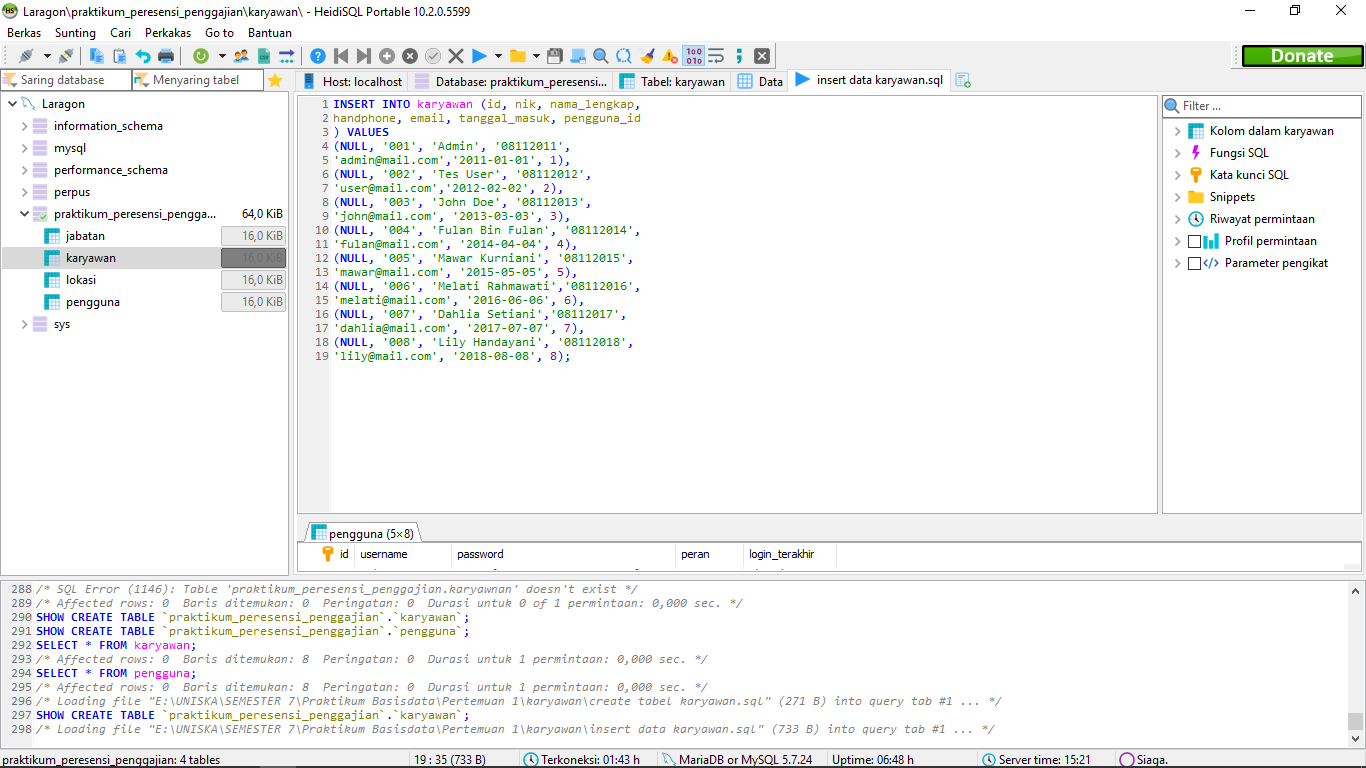 Laragon\praktikum_peresensi_penggajian\karyawan\ - HeidiSQL Portable 10.2.0.5599
Berkas Sunting Cari Perkakas Go to Bantuan
Donate
Saring database Menyaring tabel
Host: localhost Database: praktikum_peresensi... Tabel: karyawan Data insert data karyawan.sql
Laragon
information_schema
mysql
performance_schema
perpus
praktikum_peresensi_pengga... 64,0 KiB
jabatan 16,0 KiB
karyawan 16,0 KiB
lokasi 16,0 KiB
pengguna 16,0 KiB
sys
1 INSERT INTO karyawan (id, nik, nama_lengkap,
2 handphone, email, tanggal_masuk, pengguna_id
3 ) VALUES
4 (NULL, '001', 'Admin', '08112011',
5 'admin@mail.com','2011-01-01', 1),
6 (NULL, '002', 'Tes User', '08112012',
7 'user@mail.com','2012-02-02', 2),
8 (NULL, '003', 'John Doe', '08112013',
9 'john@mail.com', '2013-03-03', 3),
10 (NULL, '004', 'Fulan Bin Fulan', '08112014',
11 'fulan@mail.com', '2014-04-04', 4),
12 (NULL, '005', 'Mawar Kurniani', '08112015',
13 'mawar@mail.com', '2015-05-05', 5),
14 (NULL, '006', 'Melati Rahmawati','08112016',
15 'melati@mail.com', '2016-06-06', 6),
16 (NULL, '007', 'Dahlia Setiani','08112017',
17 'dahlia@mail.com', '2017-07-07', 7),
18 (NULL, '008', 'Lily Handayani', '08112018',
19 'lily@mail.com', '2018-08-08', 8);
Filter ...
Kolom dalam karyawan
Fungsi SQL
Kata kunci SQL
Snippets
Riwayat permintaan
Profil permintaan
Parameter pengikat
pengguna (5×8)
id username password peran login_terakhir
288 /* SQL Error (1146): Table 'praktikum_peresensi_penggajian.karyawnan' doesn't exist */
289 /* Affected rows: 0  Baris ditemukan: 0  Peringatan: 0  Durasi untuk 0 of 1 permintaan: 0,000 sec. */
290 SHOW CREATE TABLE `praktikum_peresensi_penggajian`.`karyawan`;
291 SHOW CREATE TABLE `praktikum_peresensi_penggajian`.`pengguna`;
292 SELECT * FROM karyawan;
293 /* Affected rows: 0  Baris ditemukan: 8  Peringatan: 0  Durasi untuk 1 permintaan: 0,000 sec. */
294 SELECT * FROM pengguna;
295 /* Affected rows: 0  Baris ditemukan: 8  Peringatan: 0  Durasi untuk 1 permintaan: 0,000 sec. */
296 /* Loading file "E:\UNISKA\SEMESTER 7\Praktikum Basisdata\Pertemuan 1\karyawan\create tabel karyawan.sql" (271 B) into query tab #1 ... */
297 SHOW CREATE TABLE `praktikum_peresensi_penggajian`.`karyawan`;
298 /* Loading file "E:\UNISKA\SEMESTER 7\Praktikum Basisdata\Pertemuan 1\karyawan\insert data karyawan.sql" (733 B) into query tab #1 ... */
praktikum_peresensi_penggajian: 4 tables 19 : 35 (733 B) Terkoneksi: 01:43 h MariaDB or MySQL 5.7.24 Uptime: 06:48 h Server time: 15:21 Siaga.